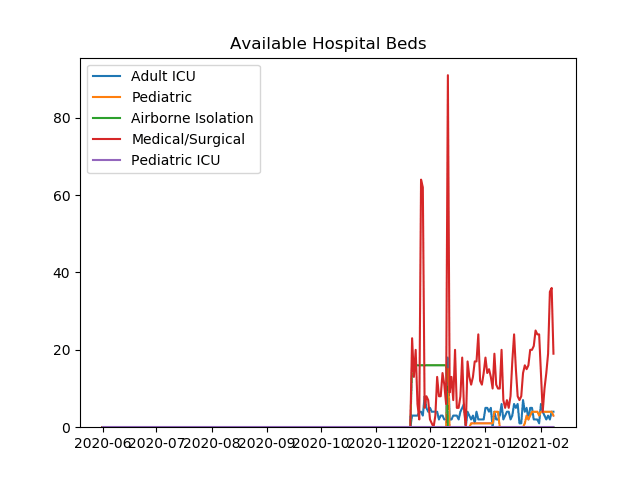 Available Hospital Beds
Adult ICU
Pediatric
Airborne Isolation
Medical/Surgical
Pediatric ICU
80
60
40
20
0
2020-06 2020-07 2020-08 2020-09 2020-10 2020-11 2020-12 2021-01 2021-02